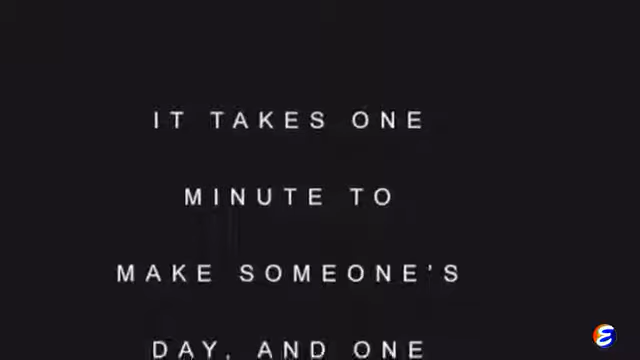 IT TAKES ONE
MINUTE TO
MAKE SOMEONE'S
DAY, AND ONE